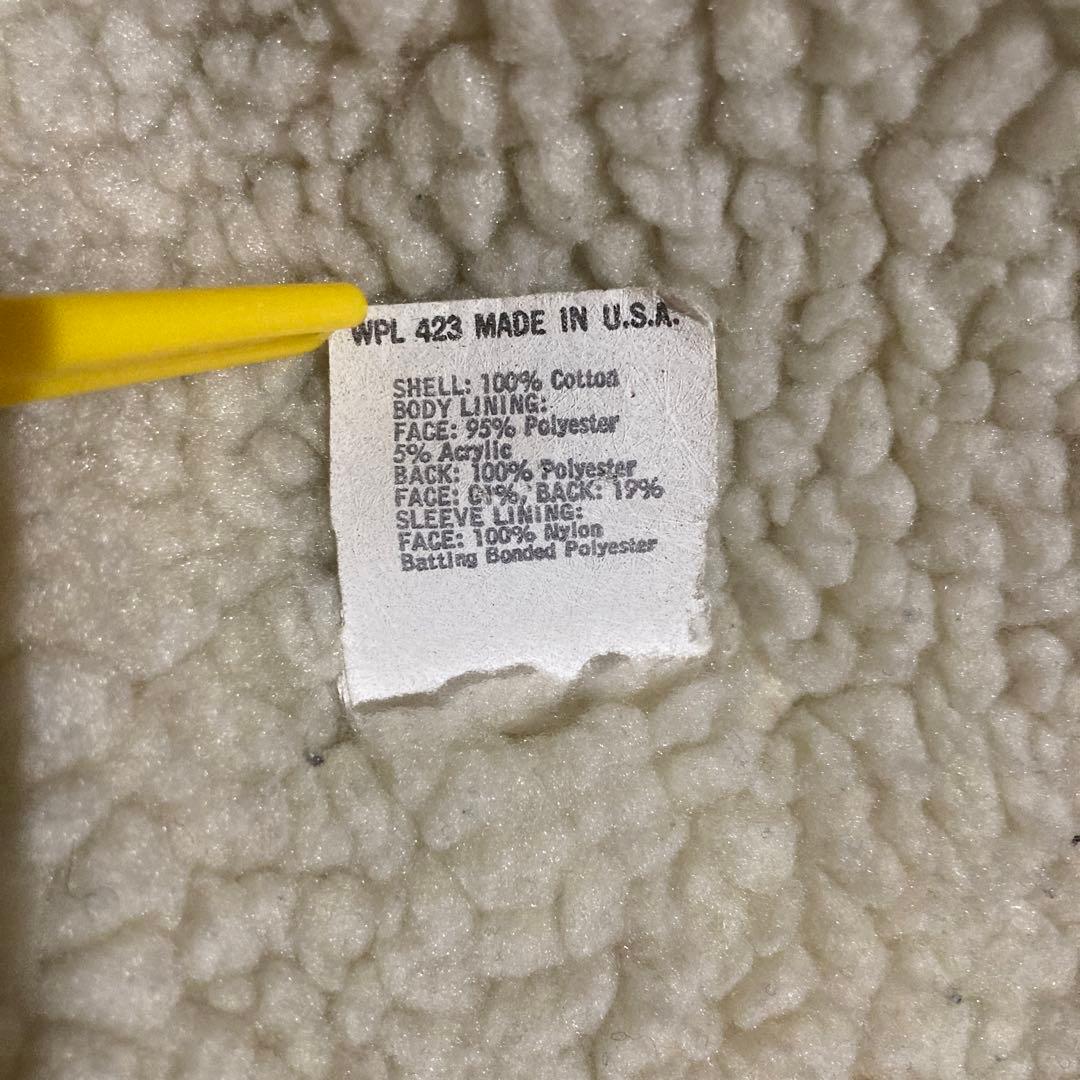 WPL 423 MADE IN U.S.A.
SHELL: 100% Cotton
BODY LINING:
FACE: 95% Polyester
5% Acrylic
BACK: 100% Polyester
FACE: 81%, BACK: 19%
SLEEVE LINING:
FACE: 100% Nylon
Batting Bonded Polyester